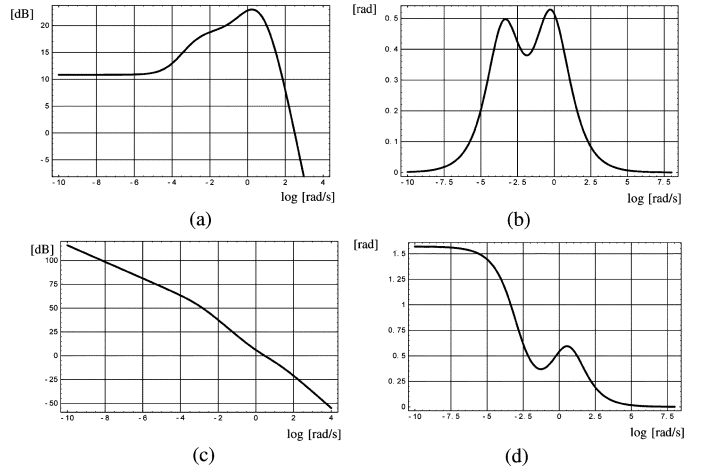 [dB]
20
15
10
5
0
-5
-10 -8 -6 -4 -2 0 2 4
log [rad/s]
(a)
[rad]
0.5
0.4
0.3
0.2
0.1
0
-10 -7.5 -5 -2.5 0 2.5 5 7.5
log [rad/s]
(b)
[dB]
100
75
50
25
0
-25
-50
-10 -8 -6 -4 -2 0 2 4
log [rad/s]
(c)
[rad]
1.5
1.25
1
0.75
0.5
0.25
0
-10 -7.5 -5 -2.5 0 2.5 5 7.5
log [rad/s]
(d)